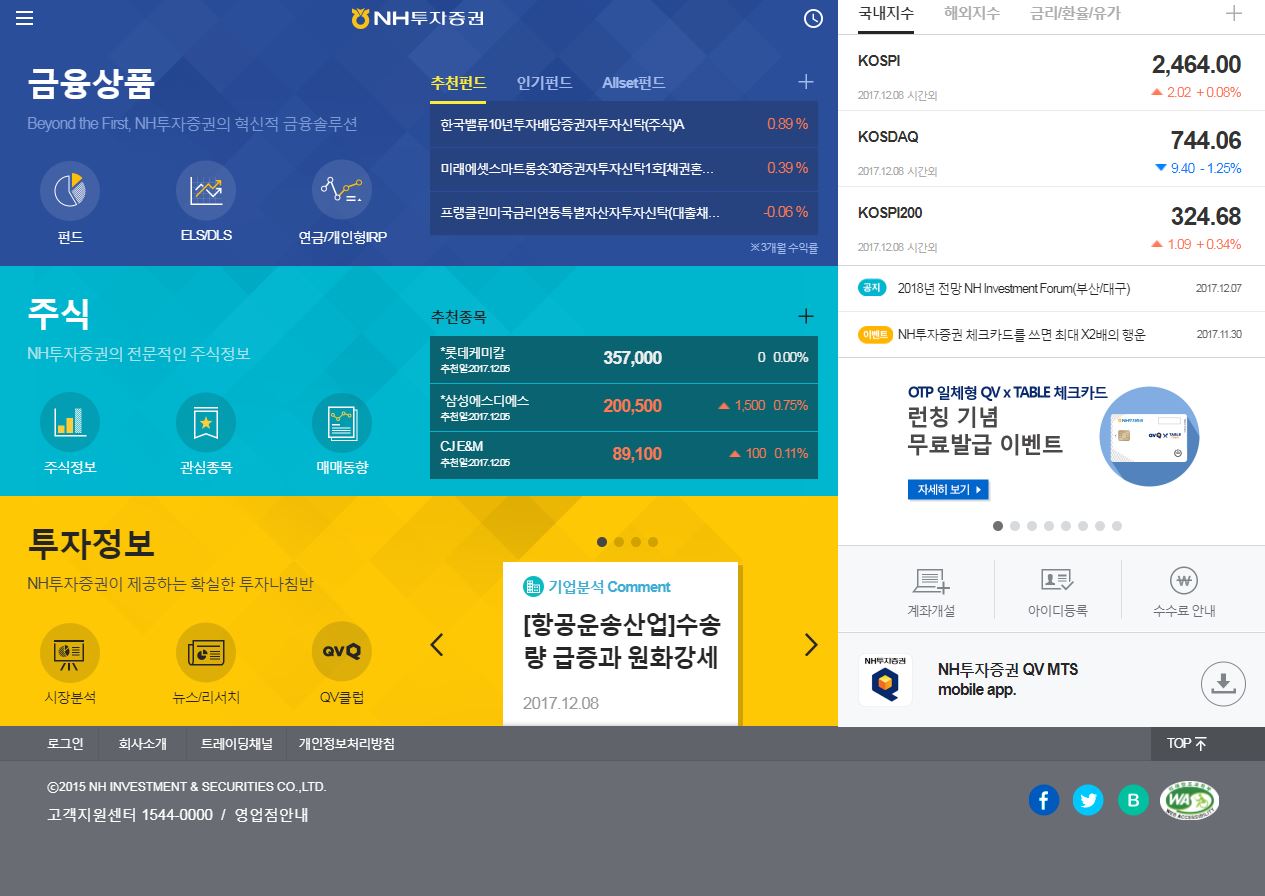 NH투자증권
금융상품
Beyond the First, NH투자증권의 혁신적 금융솔루션
펀드
ELS/DLS
연금/개인형IRP
추천펀드 인기펀드 Allset펀드
한국밸류10년투자배당증권자투자신탁(주식)A 0.89 %
미래에셋스마트롱숏30증권자투자신탁1호[채권혼... 0.39 %
프랭클린미국금리연동특별자산자투자신탁(대출채... -0.06 %
※3개월 수익률
주식
NH투자증권의 전문적인 주식정보
주식정보
관심종목
매매동향
추천종목
*롯데케미칼 357,000 0 0.00%
추천일:2017.12.05
*삼성에스디에스 200,500 ▲ 1,500 0.75%
추천일:2017.12.05
CJ E&M 89,100 ▲ 100 0.11%
추천일:2017.12.05
투자정보
NH투자증권이 제공하는 확실한 투자나침반
시장분석
뉴스/리서치
QV Q
QV클럽
기업분석 Comment
[항공운송산업]수송
량 급증과 원화강세
2017.12.08
국내지수 해외지수 금리/환율/유가
KOSPI 2,464.00
2017.12.08 시간외 ▲ 2.02 +0.08%
KOSDAQ 744.06
2017.12.08 시간외 ▼ 9.40 -1.25%
KOSPI200 324.68
2017.12.08 시간외 ▲ 1.09 +0.34%
공지 2018년 전망 NH Investment Forum(부산/대구) 2017.12.07
이벤트 NH투자증권 체크카드를 쓰면 최대 X2배의 행운 2017.11.30
OTP 일체형 QV x TABLE 체크카드
런칭 기념
무료발급 이벤트
자세히 보기
계좌개설
아이디등록
수수료 안내
NH투자증권
NH투자증권 QV MTS
mobile app.
로그인 회사소개 트레이딩채널 개인정보처리방침 TOP
©2015 NH INVESTMENT & SECURITIES CO.,LTD.
고객지원센터 1544-0000 / 영업점안내
B
WA
WEB ACCESSIBILITY